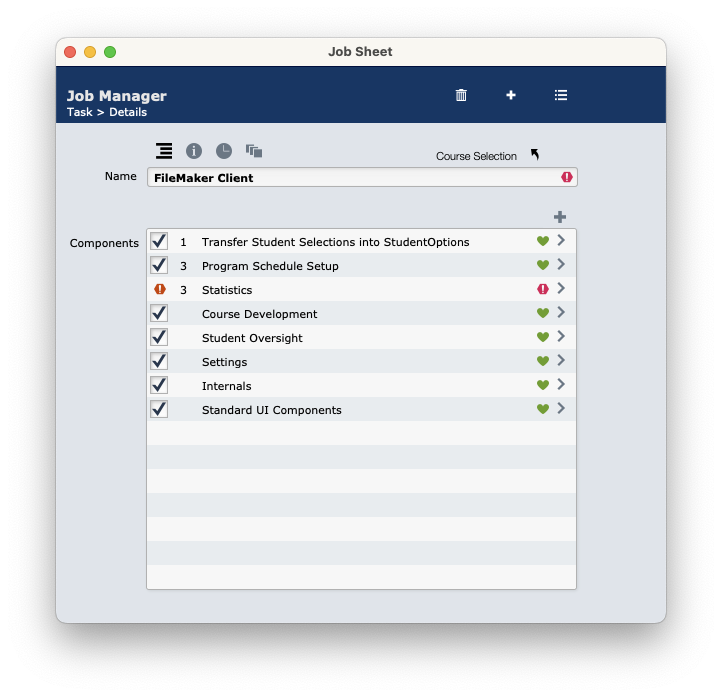 Job Sheet
Job Manager
Task > Details
Course Selection
Name FileMaker Client
Components
1 Transfer Student Selections into StudentOptions
3 Program Schedule Setup
3 Statistics
Course Development
Student Oversight
Settings
Internals
Standard UI Components